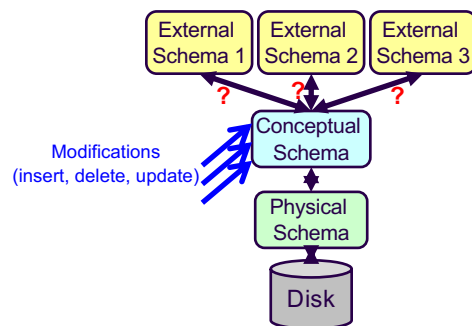 External
Schema 1
External
Schema 2
External
Schema 3
?
?
?
Conceptual
Schema
Modifications
(insert, delete, update)
Physical
Schema
Disk